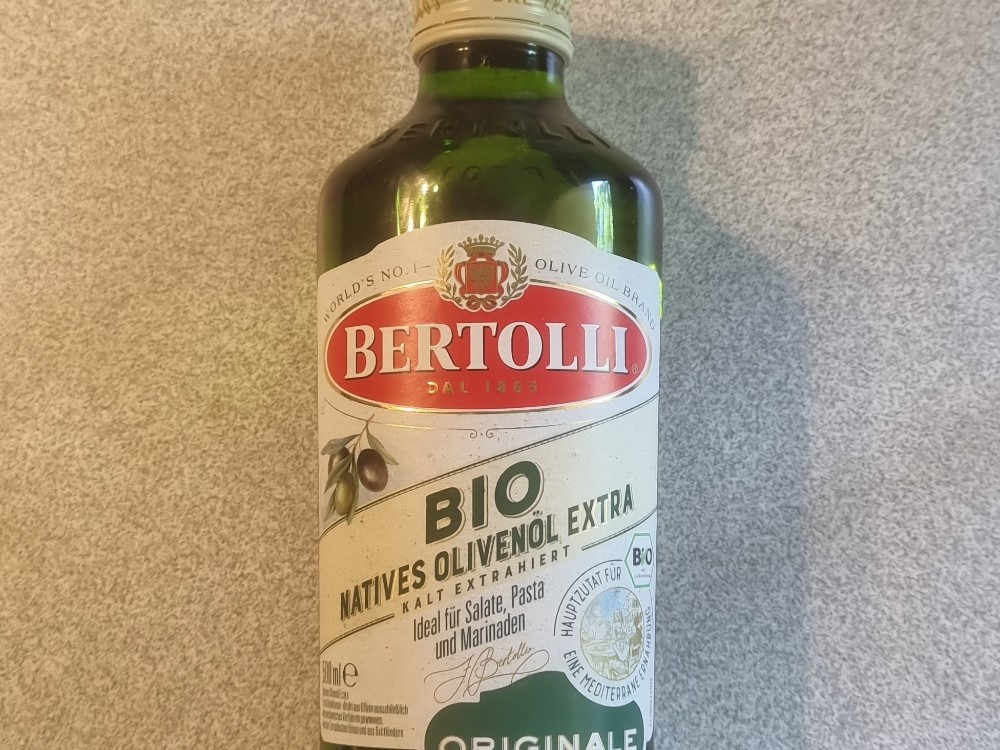 WORLD'S NO. 1 OLIVE OIL BRAND
BERTOLLI
DAL 1865
BIO
NATIVES OLIVENÖL EXTRA
KALT EXTRAHIERT
Ideal für Salate, Pasta
und Marinaden
BIO
HAUPTZUTAT FÜR
EINE MEDITERRANE ERNÄHRUNG
500 ml e
ORIGINALE